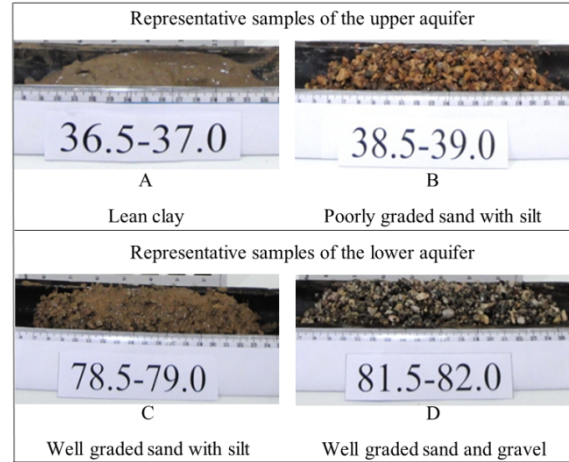 Representative samples of the upper aquifer
36.5-37.0
38.5-39.0
A
B
Lean clay
Poorly graded sand with silt
Representative samples of the lower aquifer
78.5-79.0
81.5-82.0
C
D
Well graded sand with silt
Well graded sand and gravel